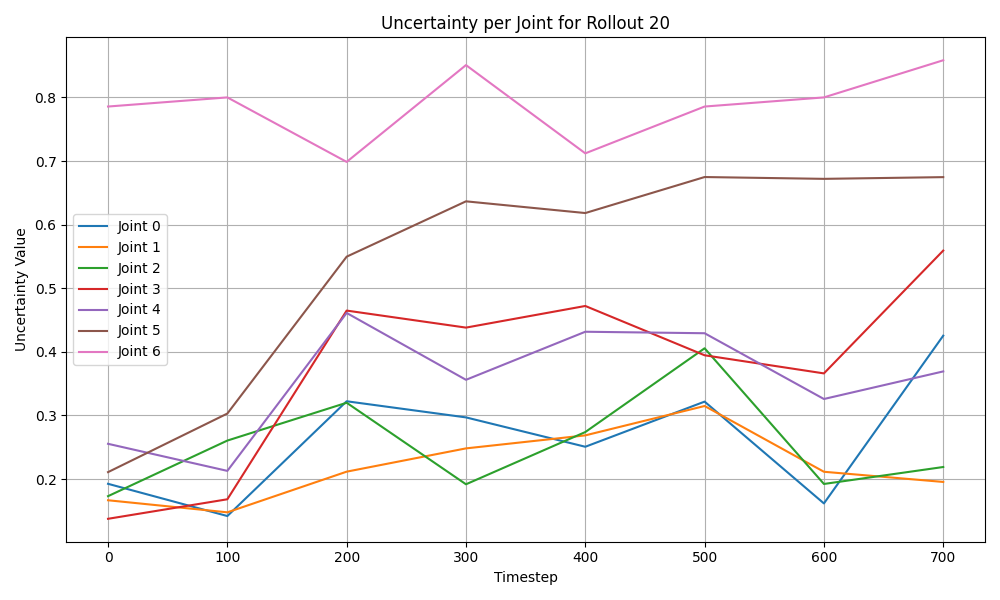 Uncertainty per Joint for Rollout 20
Uncertainty Value
0.8
0.7
0.6
0.5
0.4
0.3
0.2
Joint 0
Joint 1
Joint 2
Joint 3
Joint 4
Joint 5
Joint 6
0 100 200 300 400 500 600 700
Timestep